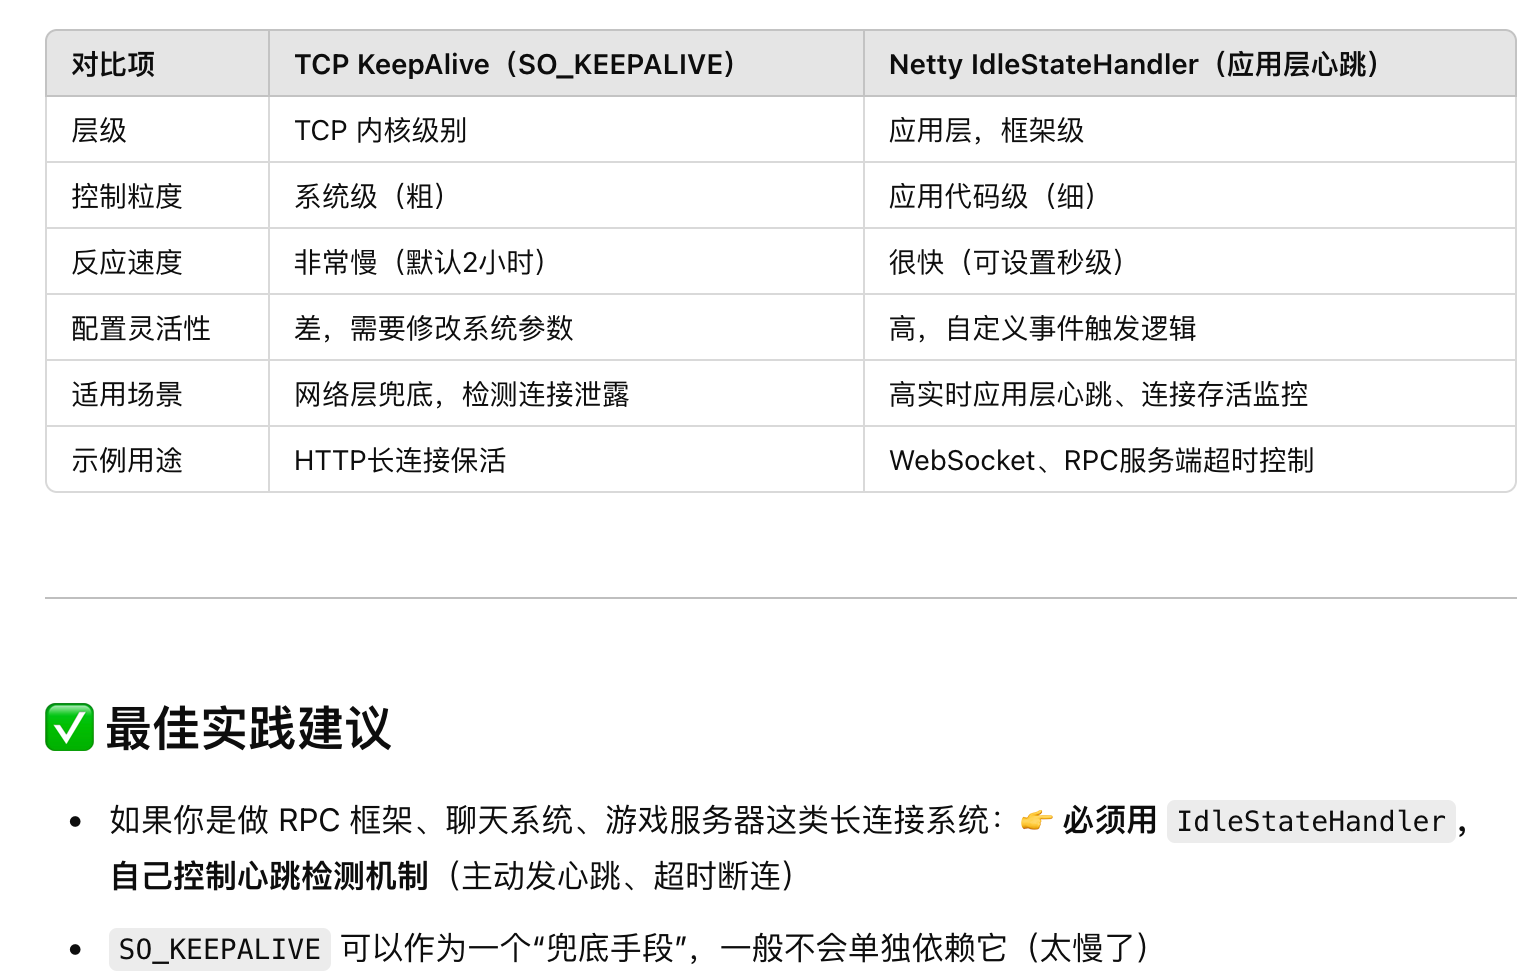 对比项 TCP KeepAlive（SO_KEEPALIVE） Netty IdleStateHandler（应用层心跳）
层级 TCP 内核级别 应用层，框架级
控制粒度 系统级（粗） 应用代码级（细）
反应速度 非常慢（默认2小时） 很快（可设置秒级）
配置灵活性 差，需要修改系统参数 高，自定义事件触发逻辑
适用场景 网络层兜底，检测连接泄露 高实时应用层心跳、连接存活监控
示例用途 HTTP长连接保活 WebSocket、RPC服务端超时控制
✅ 最佳实践建议
• 如果你是做 RPC 框架、聊天系统、游戏服务器这类长连接系统：👉 必须用 IdleStateHandler，
自己控制心跳检测机制（主动发心跳、超时断连）
• SO_KEEPALIVE 可以作为一个“兜底手段”，一般不会单独依赖它（太慢了）